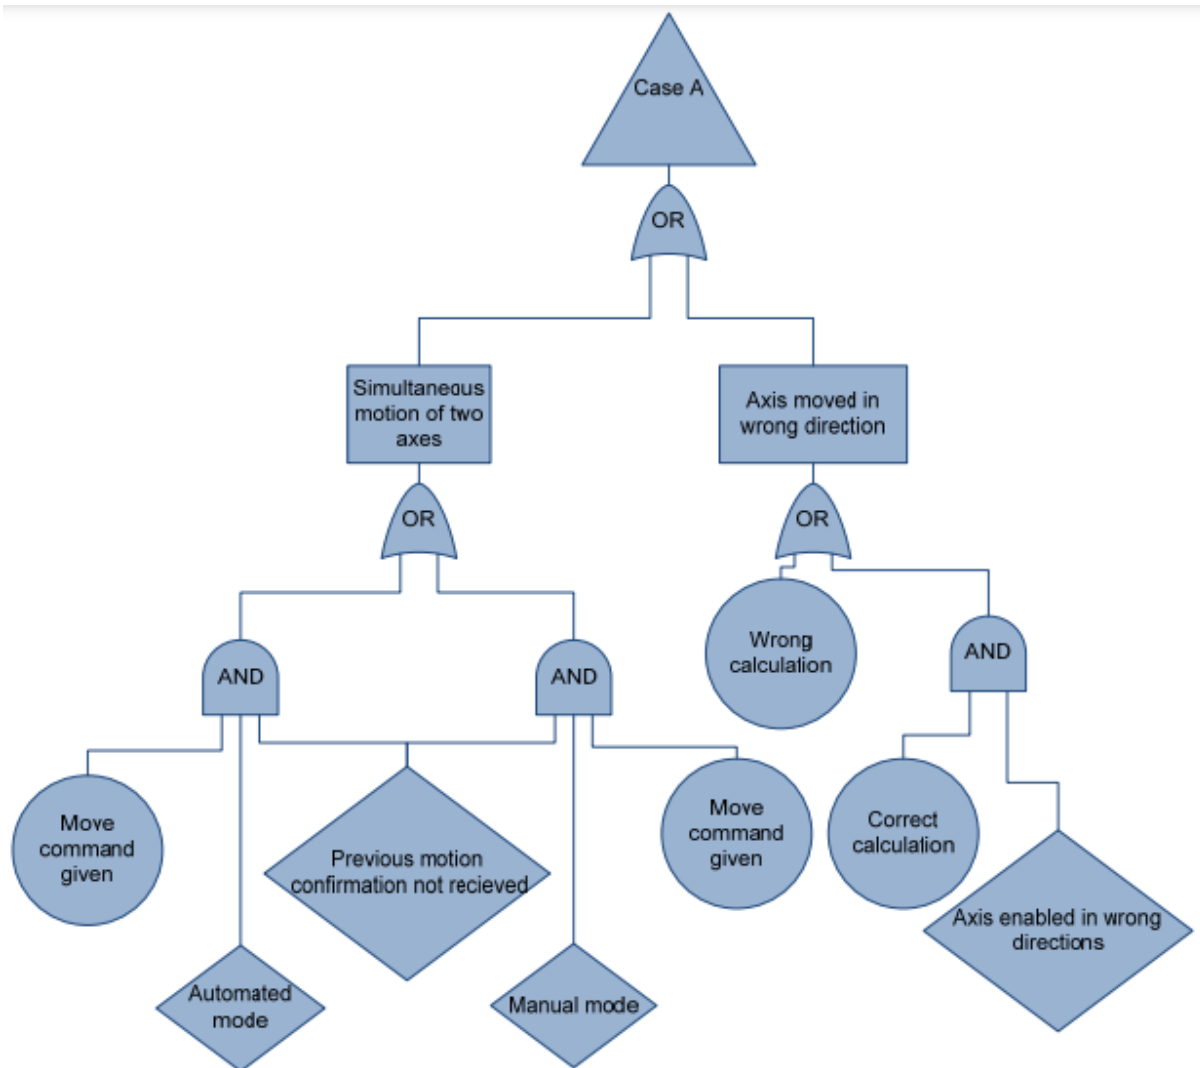 Case A
OR
Simultaneous
motion of two
axes
Axis moved in
wrong direction
OR
OR
AND
AND
Wrong
calculation
AND
Move
command
given
Previous motion
confirmation not recieved
Move
command
given
Correct
calculation
Axis enabled in wrong
directions
Automated
mode
Manual mode